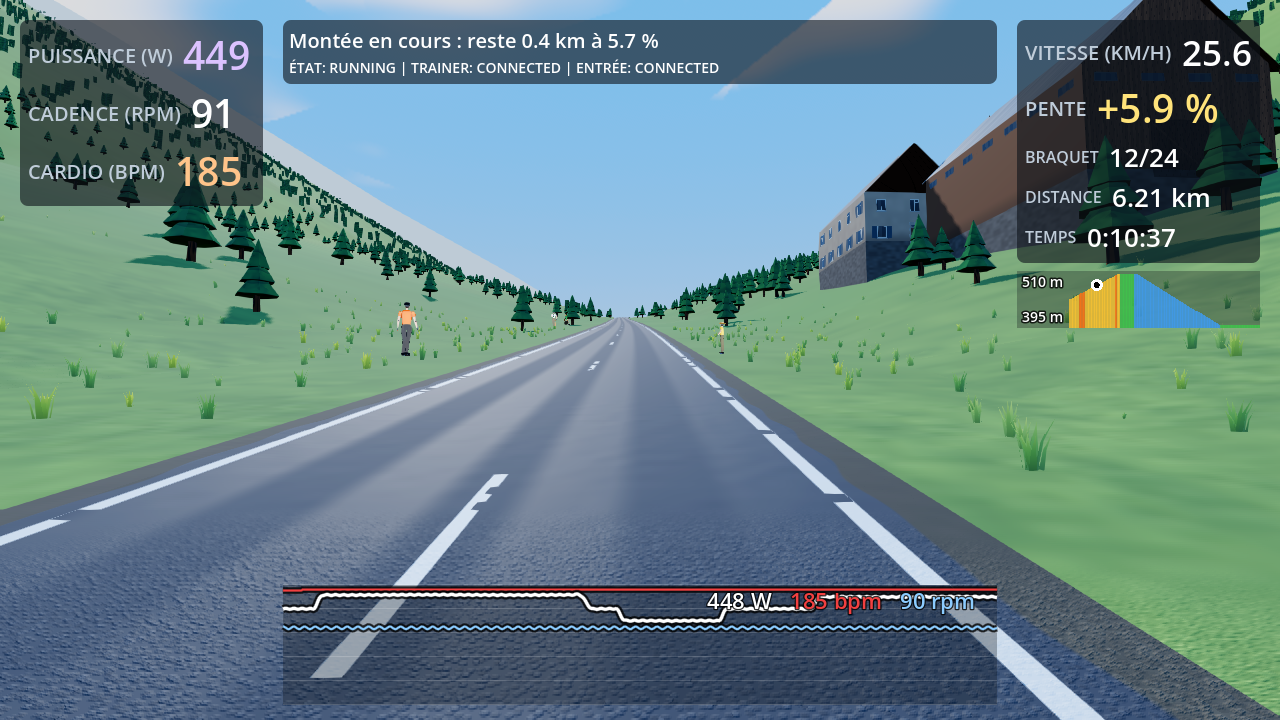 PUISSANCE (W) 449
CADENCE (RPM) 91
CARDIO (BPM) 185
Montée en cours : reste 0.4 km à 5.7 %
ÉTAT: RUNNING | TRAINER: CONNECTED | ENTRÉE: CONNECTED
VITESSE (KM/H) 25.6
PENTE +5.9 %
BRAQUET 12/24
DISTANCE 6.21 km
TEMPS 0:10:37
510 m
395 m
448 W 185 bpm 90 rpm